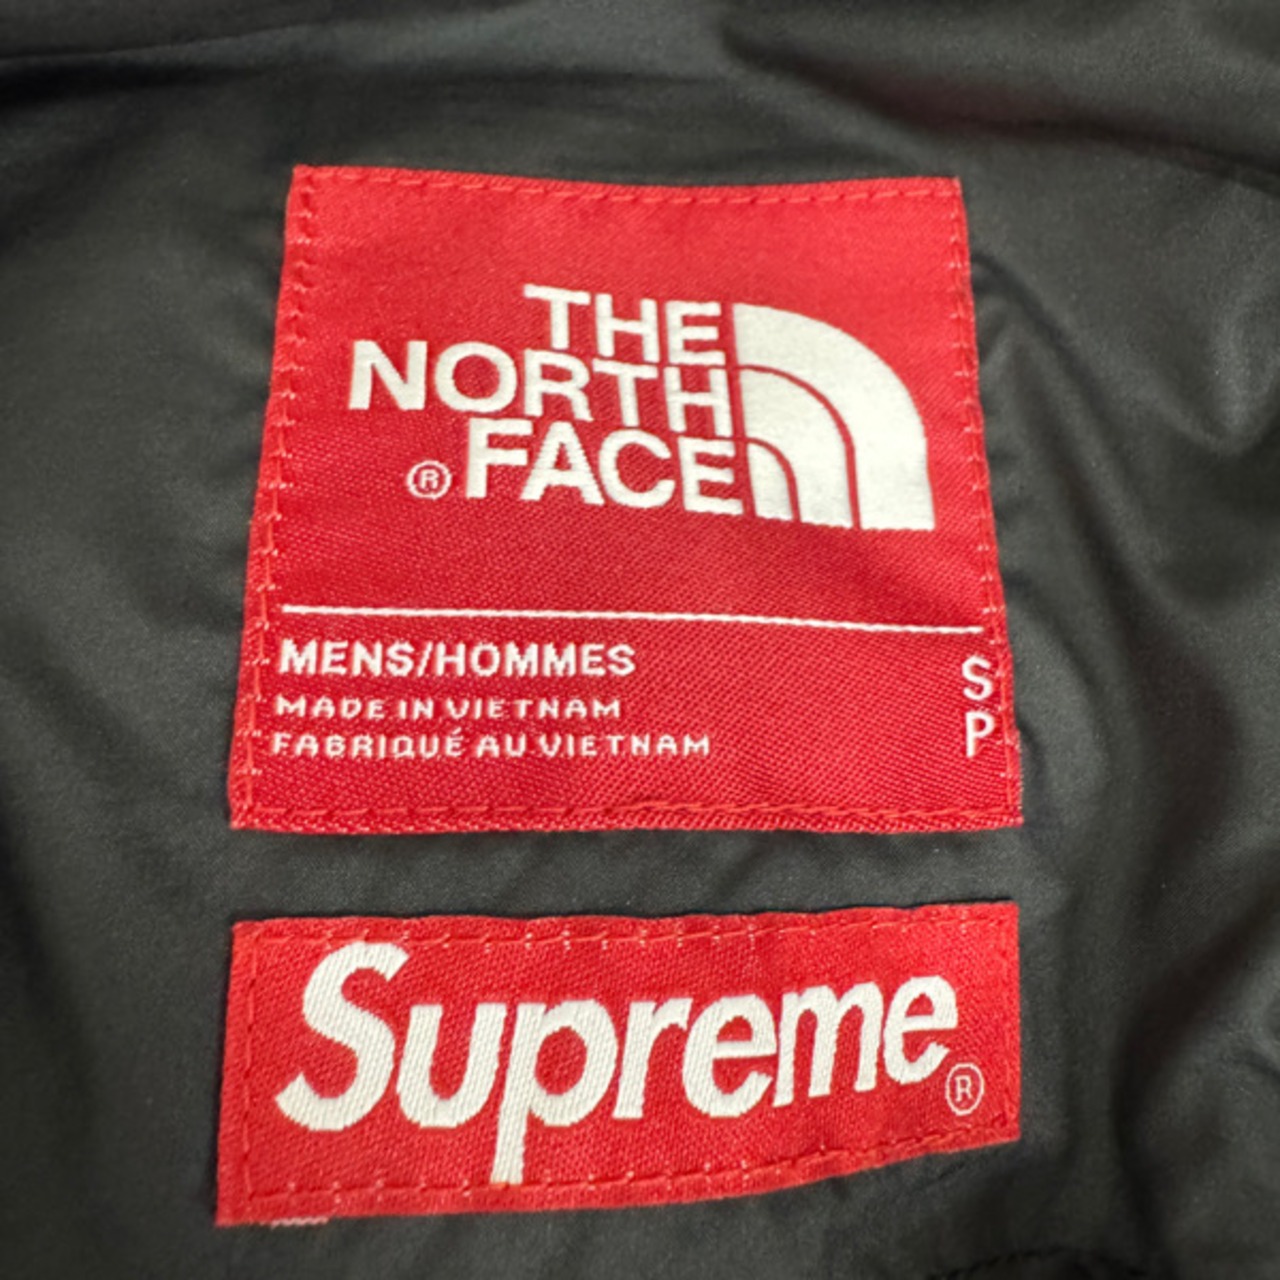 THE
NORTH
® FACE
MENS/HOMMES S
MADE IN VIETNAM P
FABRIQUÉ AU VIETNAM
Supreme®